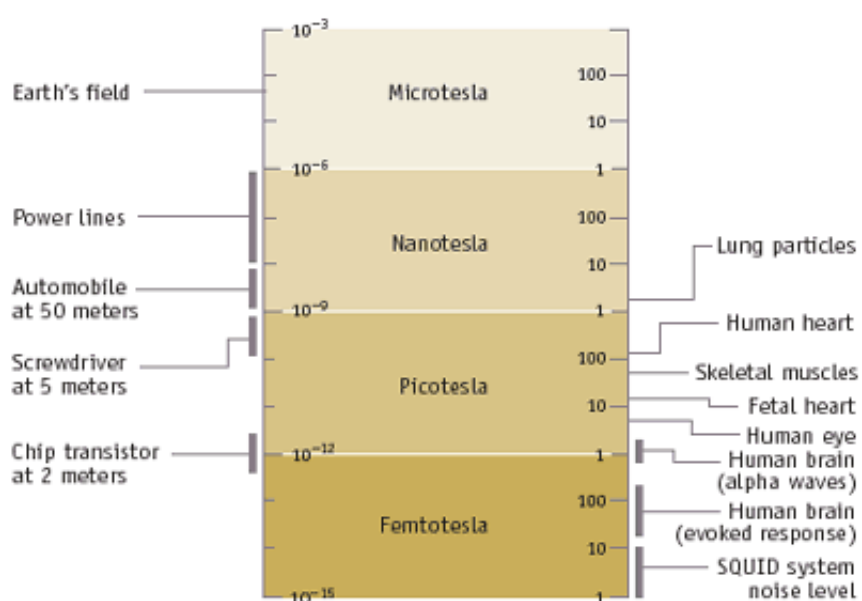 10⁻³
Earth's field
Microtesla
100
10
10⁻⁶
1
Power lines
100
Nanotesla
Lung particles
10
Automobile
at 50 meters
10⁻⁹
1
Human heart
Screwdriver
at 5 meters
100
Skeletal muscles
Picotesla
10
Fetal heart
Human eye
Chip transistor
at 2 meters
10⁻¹²
1
Human brain
(alpha waves)
100
Human brain
(evoked response)
Femtotesla
10
SQUID system
noise level
10⁻¹⁵
1